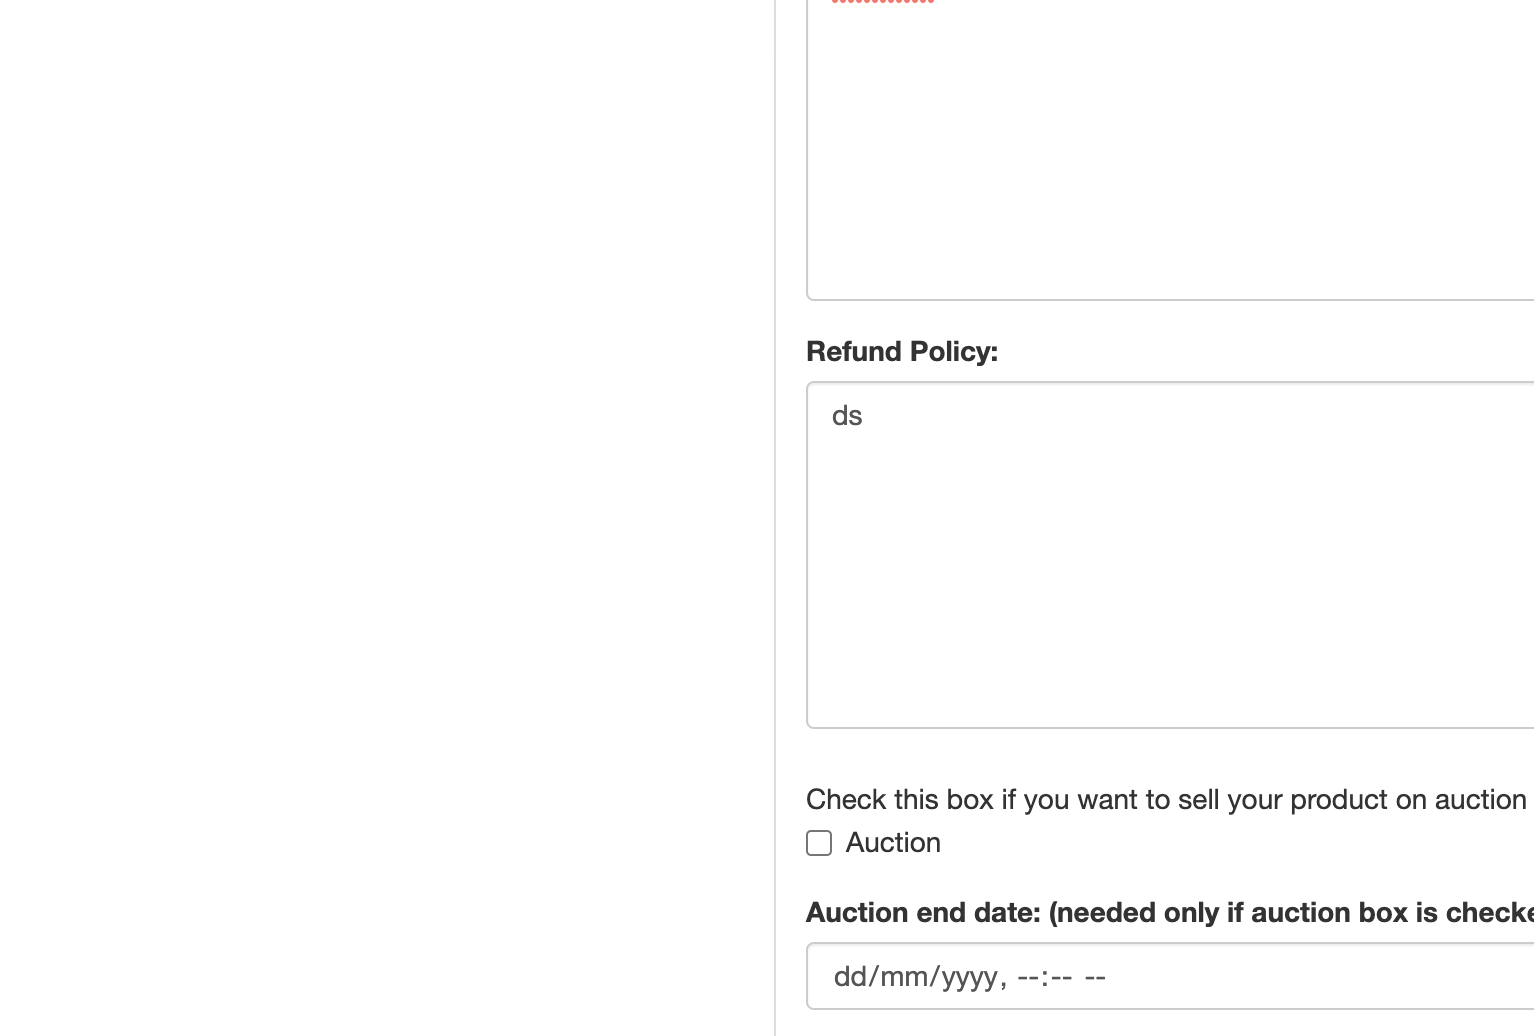 Refund Policy:
ds
Check this box if you want to sell your product on auction
Auction
Auction end date: (needed only if auction box is checke
dd/mm/yyyy, --:-- --